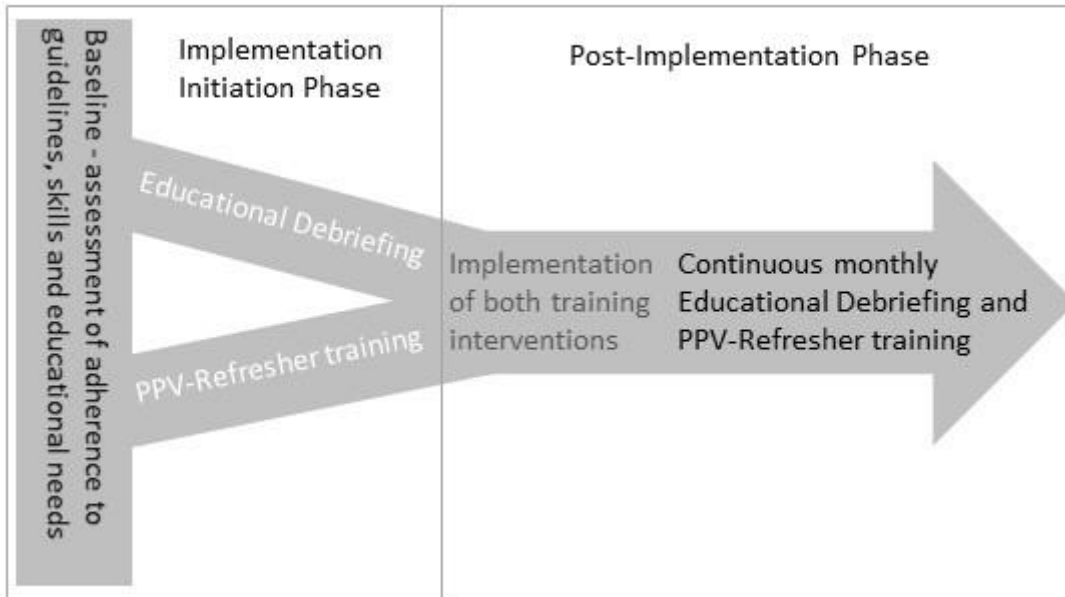 Baseline - assessment of adherence to
guidelines, skills and educational needs
Implementation
Initiation Phase
Educational Debriefing
PPV-Refresher training
Post-Implementation Phase
Implementation
of both training
interventions
Continuous monthly
Educational Debriefing and
PPV-Refresher training